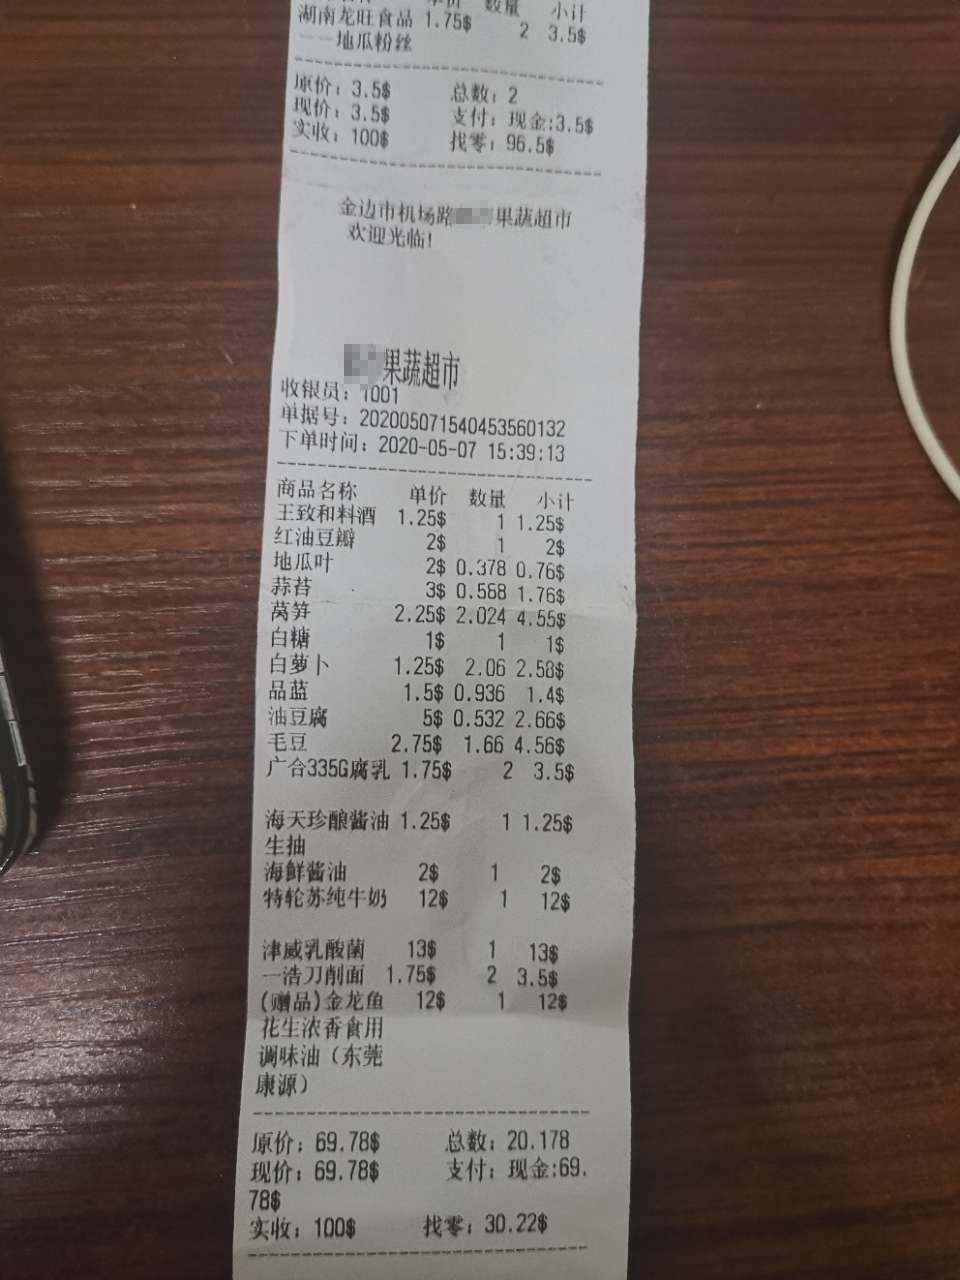 单价 数量 小计
湖南龙旺食品 1.75$ 2 3.5$
——地瓜粉丝
原价：3.5$ 总数：2
现价：3.5$ 支付：现金:3.5$
实收：100$ 找零：96.5$
金边市机场路 果蔬超市
欢迎光临!
果蔬超市
收银员：1001
单据号：202005071540453560132
下单时间：2020-05-07 15:39:13
商品名称 单价 数量 小计
王致和料酒 1.25$ 1 1.25$
红油豆瓣 2$ 1 2$
地瓜叶 2$ 0.378 0.76$
蒜苔 3$ 0.588 1.76$
莴笋 2.25$ 2.024 4.55$
白糖 1$ 1 1$
白萝卜 1.25$ 2.06 2.58$
品蓝 1.5$ 0.936 1.4$
油豆腐 5$ 0.532 2.66$
毛豆 2.75$ 1.66 4.56$
广合335G腐乳 1.75$ 2 3.5$
海天珍酿酱油 1.25$ 1 1.25$
生抽
海鲜酱油 2$ 1 2$
特轮苏纯牛奶 12$ 1 12$
津威乳酸菌 13$ 1 13$
一浩刀削面 1.75$ 2 3.5$
(赠品)金龙鱼 12$ 1 12$
花生浓香食用
调味油（东莞
康源）
原价：69.78$ 总数：20.178
现价：69.78$ 支付：现金:69.
78$
实收：100$ 找零：30.22$